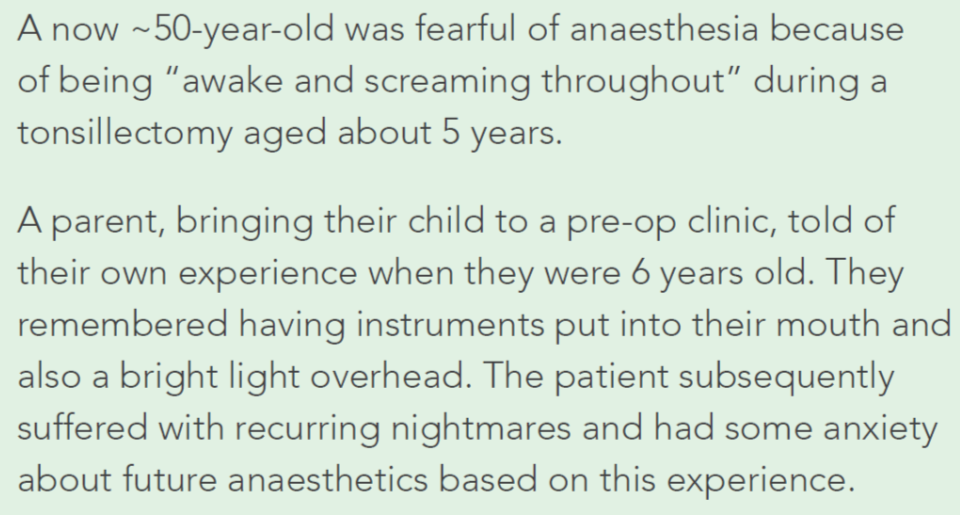 A now ~50-year-old was fearful of anaesthesia because
of being “awake and screaming throughout” during a
tonsillectomy aged about 5 years.
A parent, bringing their child to a pre-op clinic, told of
their own experience when they were 6 years old. They
remembered having instruments put into their mouth and
also a bright light overhead. The patient subsequently
suffered with recurring nightmares and had some anxiety
about future anaesthetics based on this experience.